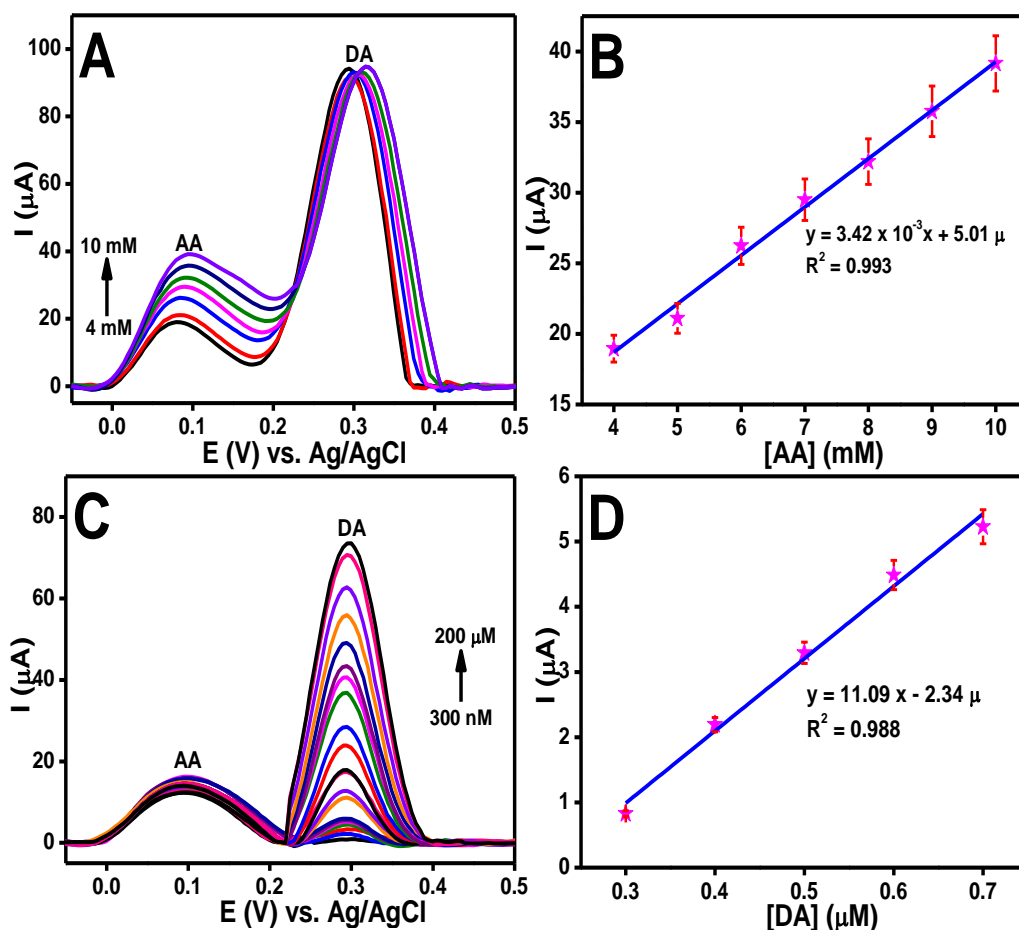 A
DA
AA
10 mM
4 mM
I (µA)
100
80
60
40
20
0
0.0 0.1 0.2 0.3 0.4 0.5
E (V) vs. Ag/AgCl
B
I (µA)
40
35
30
25
20
15
y = 3.42 x 10⁻³x + 5.01 µ
R² = 0.993
4 5 6 7 8 9 10
[AA] (mM)
C
DA
AA
200 µM
300 nM
I (µA)
80
60
40
20
0
0.0 0.1 0.2 0.3 0.4 0.5
E (V) vs. Ag/AgCl
D
I (µA)
6
5
4
3
2
1
0
y = 11.09 x - 2.34 µ
R² = 0.988
0.3 0.4 0.5 0.6 0.7
[DA] (µM)